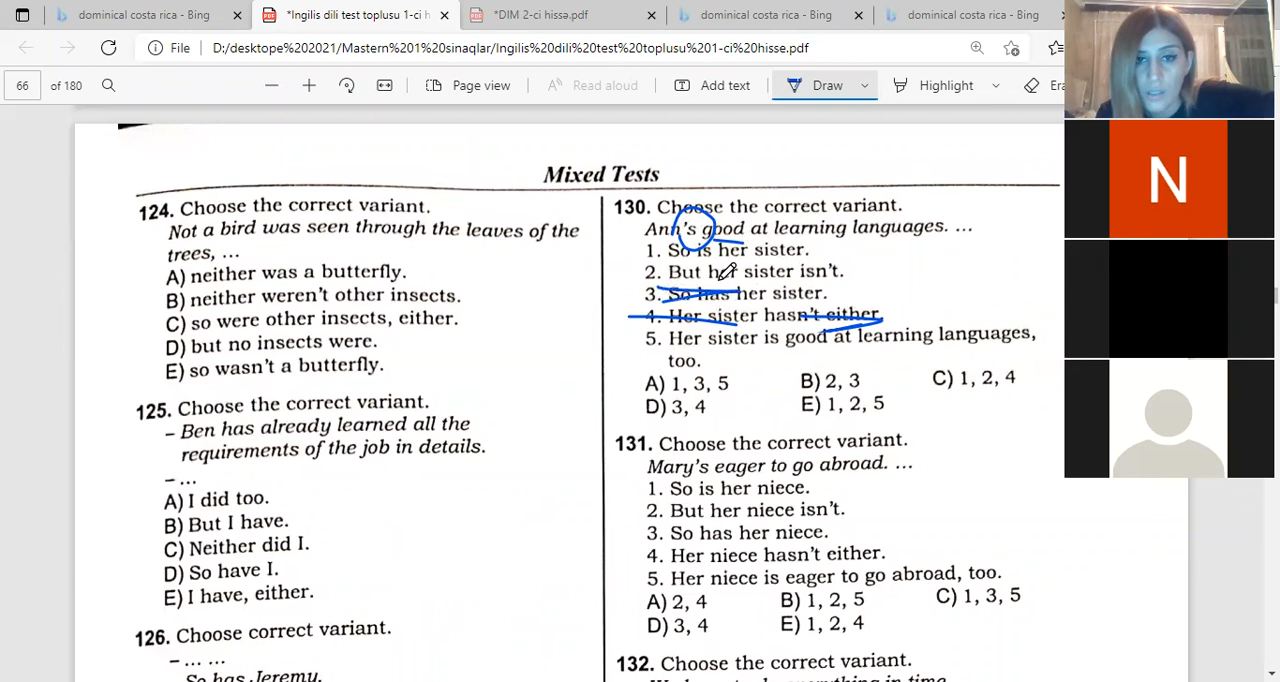 dominical costa rica - Bing
*Ingilis dili test toplusu 1-ci h
*DIM 2-ci hissə.pdf
dominical costa rica - Bing
dominical costa rica - Bing
File
D:/desktope%202021/Mastern%201%20sinaqlar/Ingilis%20dili%20test%20toplusu%201-ci%20hisse.pdf
66
of 180
Page view
Read aloud
Add text
Draw
Highlight
Era
N
Mixed Tests
124. Choose the correct variant.
Not a bird was seen through the leaves of the
trees, ...
A) neither was a butterfly.
B) neither weren't other insects.
C) so were other insects, either.
D) but no insects were.
E) so wasn't a butterfly.
125. Choose the correct variant.
– Ben has already learned all the
requirements of the job in details.
– ...
A) I did too.
B) But I have.
C) Neither did I.
D) So have I.
E) I have, either.
126. Choose correct variant.
– ... ...
So has Jeremy.
130. Choose the correct variant.
Ann's good at learning languages. ...
1. So is her sister.
2. But her sister isn't.
3. So has her sister.
4. Her sister hasn't either.
5. Her sister is good at learning languages,
too.
A) 1, 3, 5
B) 2, 3
C) 1, 2, 4
D) 3, 4
E) 1, 2, 5
131. Choose the correct variant.
Mary's eager to go abroad. ...
1. So is her niece.
2. But her niece isn't.
3. So has her niece.
4. Her niece hasn't either.
5. Her niece is eager to go abroad, too.
A) 2, 4
B) 1, 2, 5
C) 1, 3, 5
D) 3, 4
E) 1, 2, 4
132. Choose the correct variant.